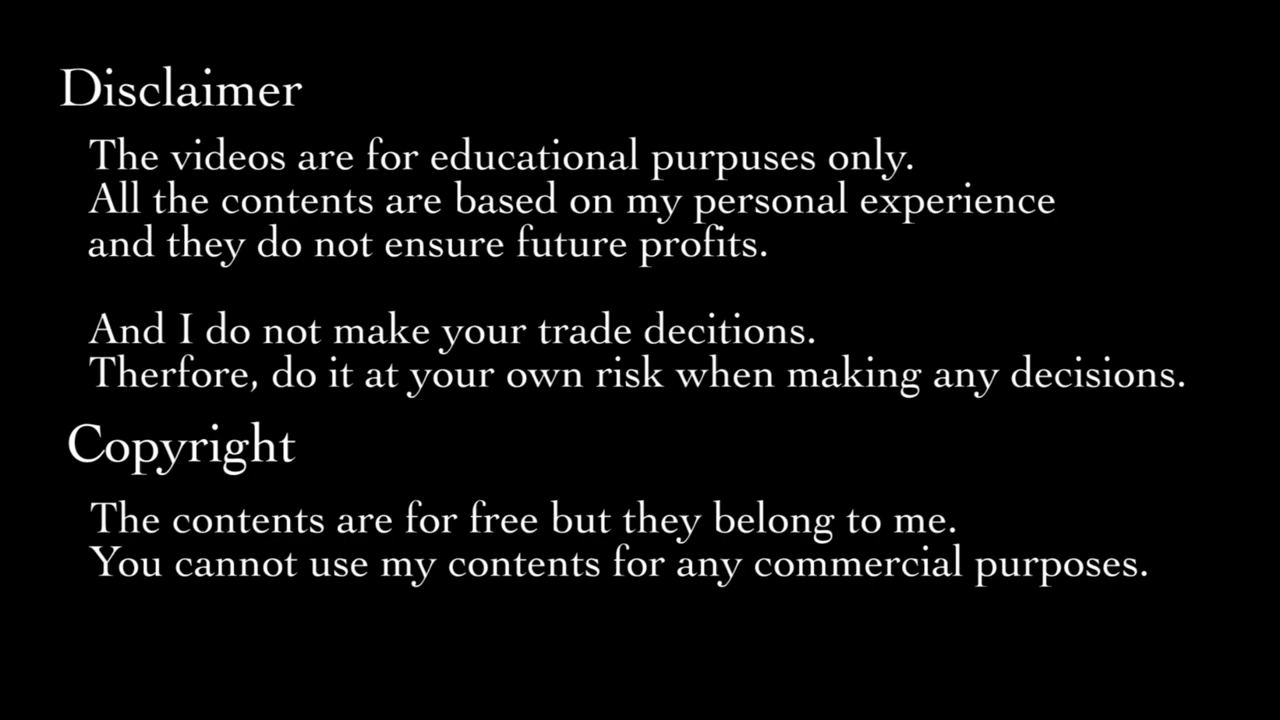 Disclaimer
The videos are for educational purpuses only.
All the contents are based on my personal experience
and they do not ensure future profits.
And I do not make your trade decitions.
Therfore, do it at your own risk when making any decisions.
Copyright
The contents are for free but they belong to me.
You cannot use my contents for any commercial purposes.